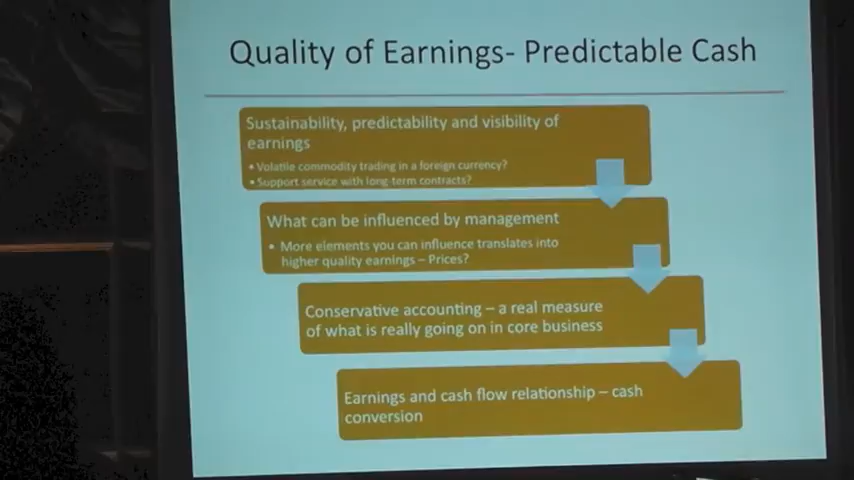 Quality of Earnings- Predictable Cash
Sustainability, predictability and visibility of
earnings
• Volatile commodity trading in a foreign currency?
• Support service with long term contracts?
What can be influenced by management
• More elements you can influence translates into
higher quality earnings – Prices?
Conservative accounting – a real measure
of what is really going on in core business
Earnings and cash flow relationship – cash
conversion